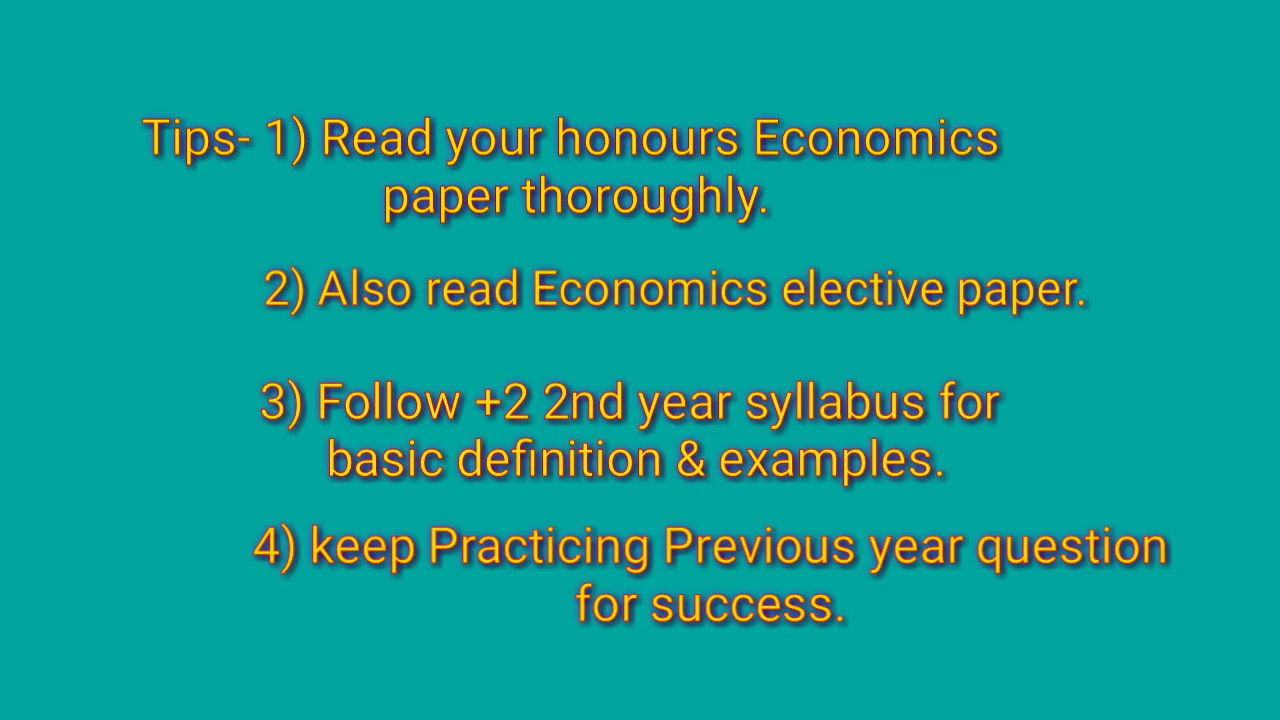 Tips- 1) Read your honours Economics
paper thoroughly.
2) Also read Economics elective paper.
3) Follow +2 2nd year syllabus for
basic definition & examples.
4) keep Practicing Previous year question
for success.